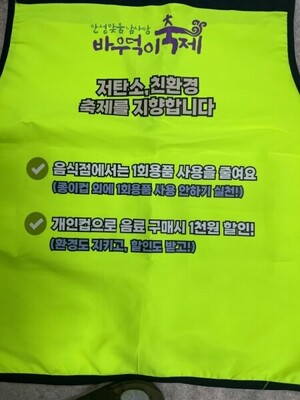 안성맞춤 남사당
바우덕이축제
저탄소, 친환경
축제를 지향합니다
음식점에서는 1회용품 사용을 줄여요
(종이컵 외에 1회용품 사용 안하기 실천!)
개인컵으로 음료 구매시 1천원 할인!
(환경도 지키고, 할인도 받고!)